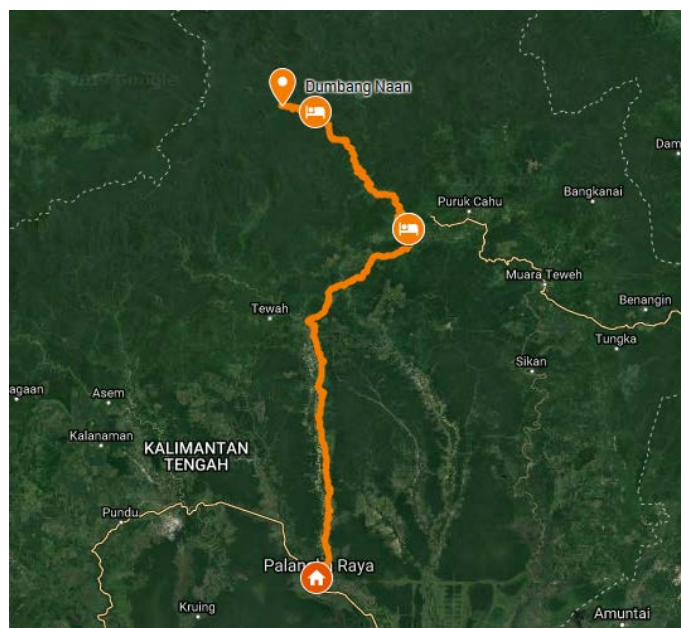 Dumbang Naan
Dam
Puruk Cahu
Bangkanai
Muara Teweh
Benangin
Tewah
Tungka
Sikan
agaan
Asem
Kalanaman
KALIMANTAN
TENGAH
Pundu
Raya
Kruing
Amuntai